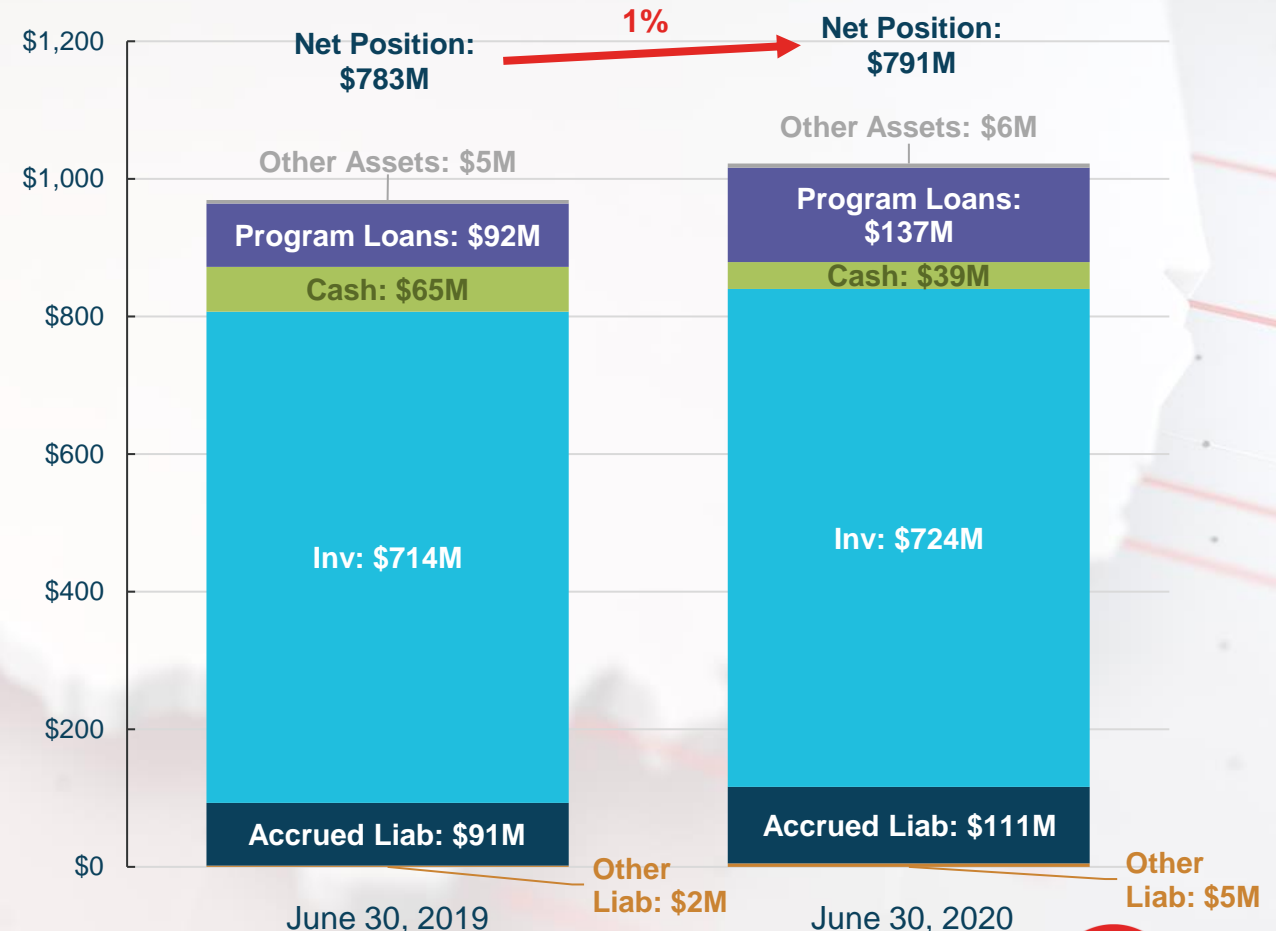 1%
Net Position:
$783M
Net Position:
$791M
$1,200
$1,000
$800
$600
$400
$200
$0
Other Assets: $5M
Program Loans: $92M
Cash: $65M
Inv: $714M
Accrued Liab: $91M
Other
Liab: $2M
June 30, 2019
Other Assets: $6M
Program Loans:
$137M
Cash: $39M
Inv: $724M
Accrued Liab: $111M
Other
Liab: $5M
June 30, 2020